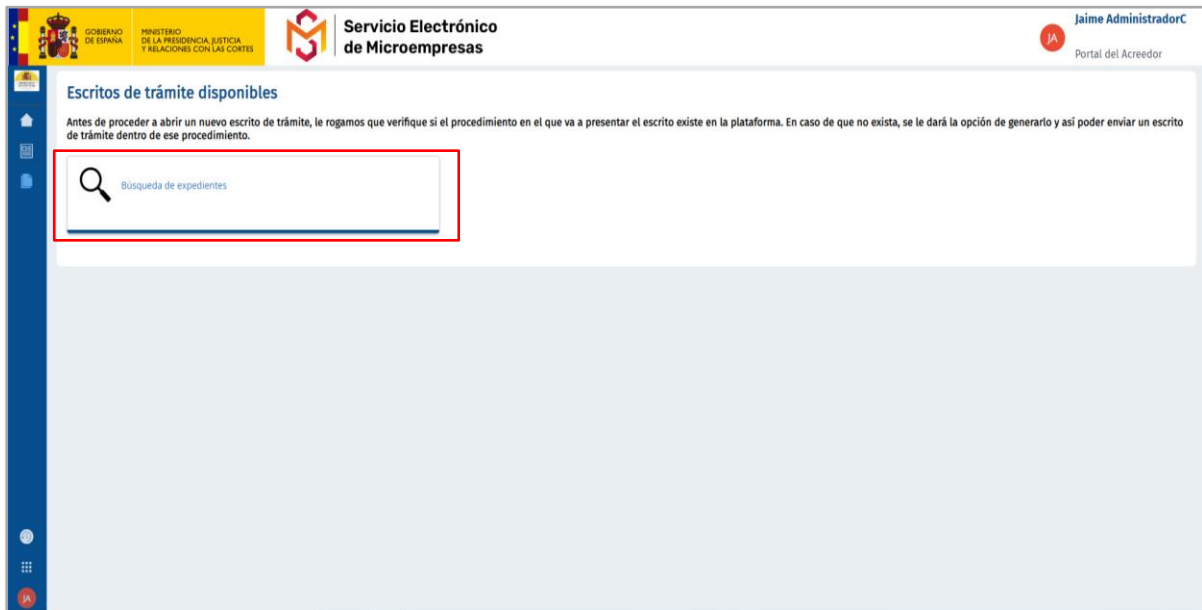 GOBIERNO
DE ESPAÑA
MINISTERIO
DE LA PRESIDENCIA, JUSTICIA
Y RELACIONES CON LAS CORTES
Servicio Electrónico
de Microempresas
JA
Jaime AdministradorC
Portal del Acreedor
Escritos de trámite disponibles
Antes de proceder a abrir un nuevo escrito de trámite, le rogamos que verifique si el procedimiento en el que va a presentar el escrito existe en la plataforma. En caso de que no exista, se le dará la opción de generarlo y así poder enviar un escrito
de trámite dentro de ese procedimiento.
Búsqueda de expedientes
JA